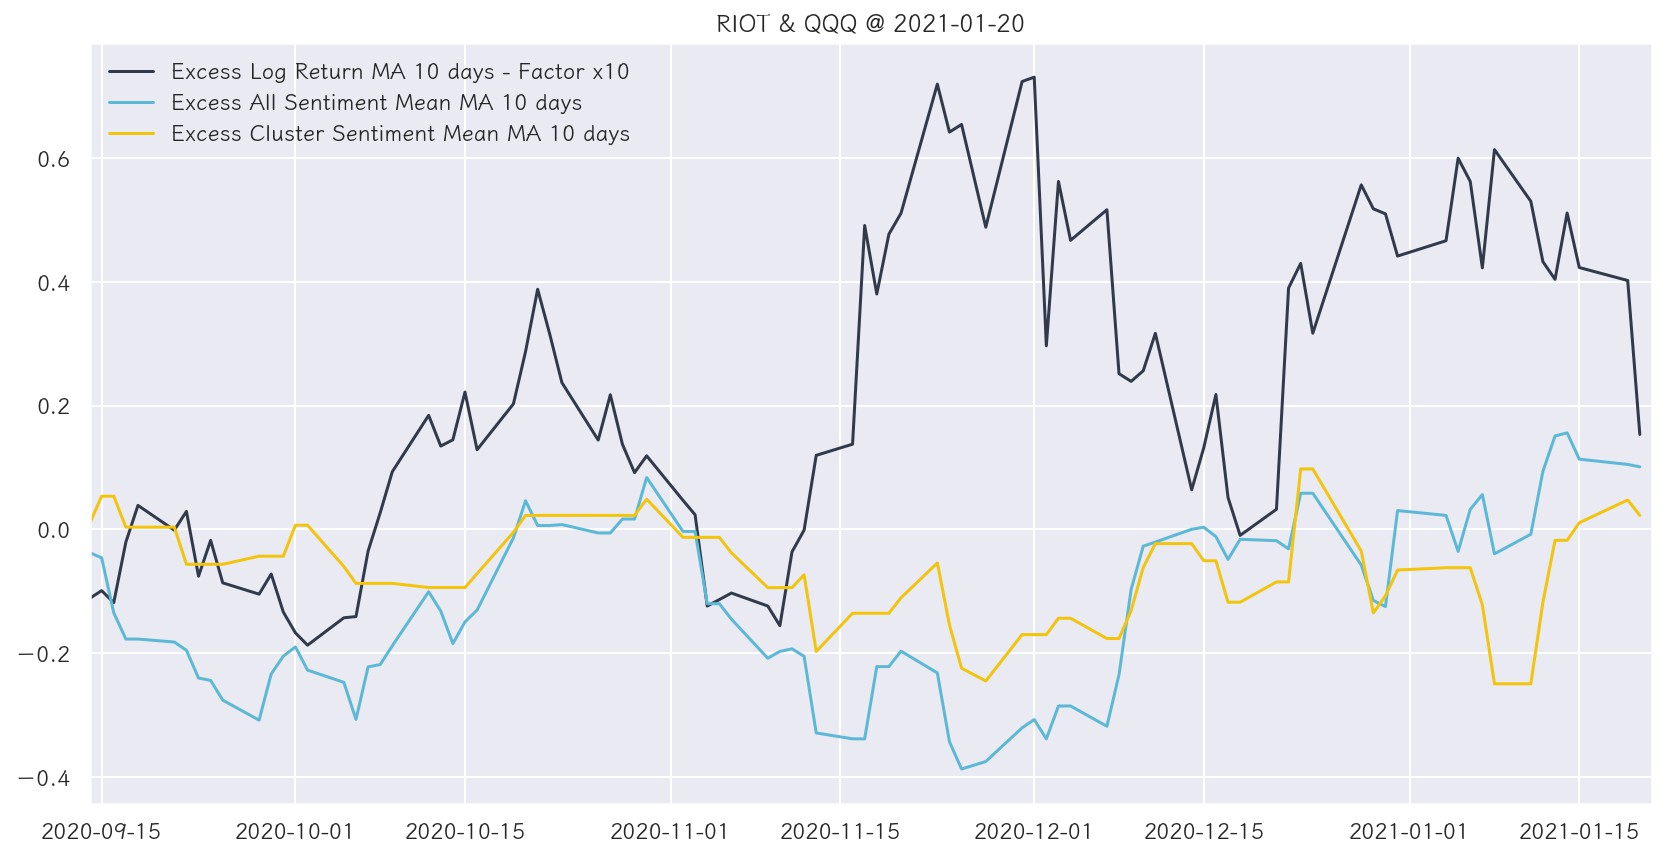 RIOT & QQQ @ 2021-01-20
Excess Log Return MA 10 days - Factor x10
Excess All Sentiment Mean MA 10 days
Excess Cluster Sentiment Mean MA 10 days
0.6
0.4
0.2
0.0
−0.2
−0.4
2020-09-15 2020-10-01 2020-10-15 2020-11-01 2020-11-15 2020-12-01 2020-12-15 2021-01-01 2021-01-15